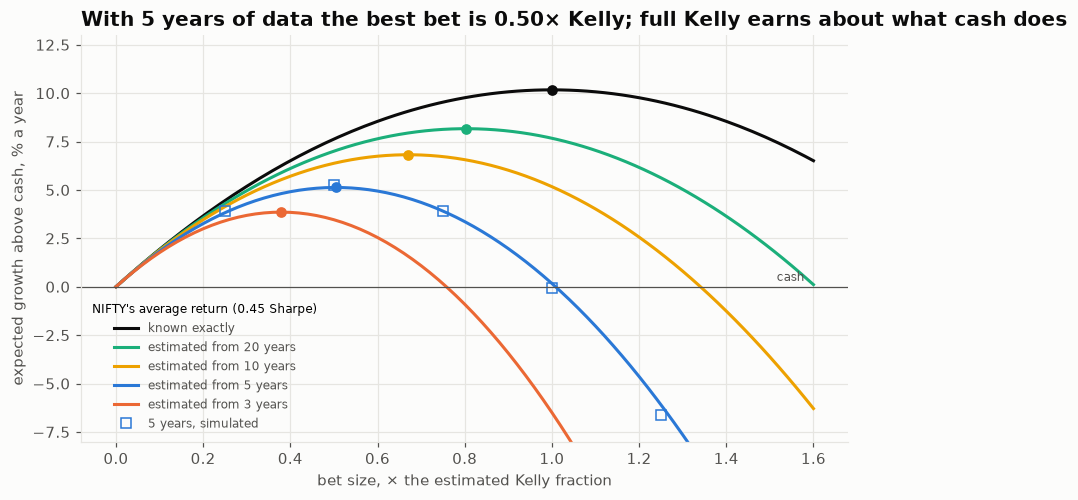 With 5 years of data the best bet is 0.50× Kelly; full Kelly earns about what cash does
12.5
10.0
7.5
5.0
2.5
0.0
−2.5
−5.0
−7.5
expected growth above cash, % a year
cash
NIFTY's average return (0.45 Sharpe)
known exactly
estimated from 20 years
estimated from 10 years
estimated from 5 years
estimated from 3 years
5 years, simulated
0.0 0.2 0.4 0.6 0.8 1.0 1.2 1.4 1.6
bet size, × the estimated Kelly fraction